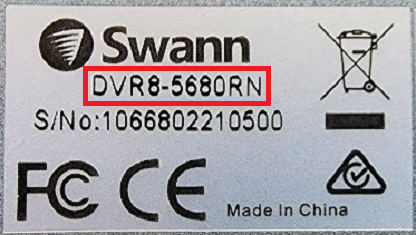 Swann
DVR8-5680RN
S/No:1066802210500
FC CE
Made In China